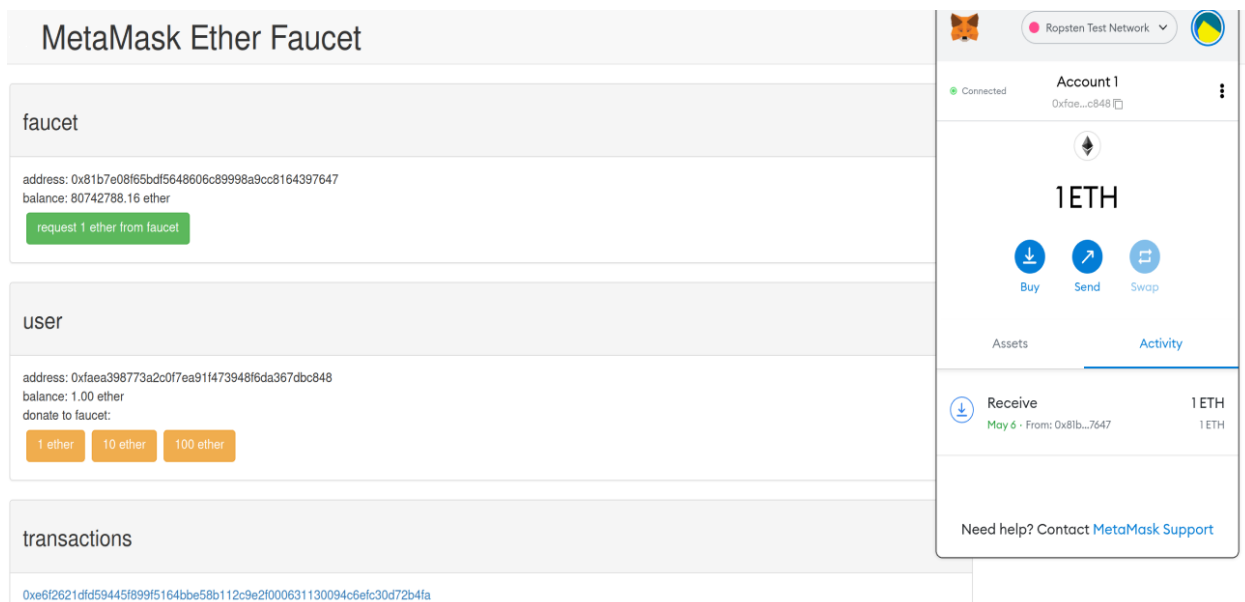 MetaMask Ether Faucet
faucet
address: 0x81b7e08f65bdf5648606c89998a9cc8164397647
balance: 80742788.16 ether
request 1 ether from faucet
user
address: 0xfaea398773a2c0f7ea91f473948f6da367dbc848
balance: 1.00 ether
donate to faucet:
1 ether 10 ether 100 ether
transactions
0xe6f2621dfd59445f899f5164bbe58b112c9e2f000631130094c6efc30d72b4fa
Ropsten Test Network
Connected
Account 1
0xfae...c848
1 ETH
Buy Send Swap
Assets Activity
Receive 1 ETH
May 6 · From: 0x81b...7647 1 ETH
Need help? Contact MetaMask Support